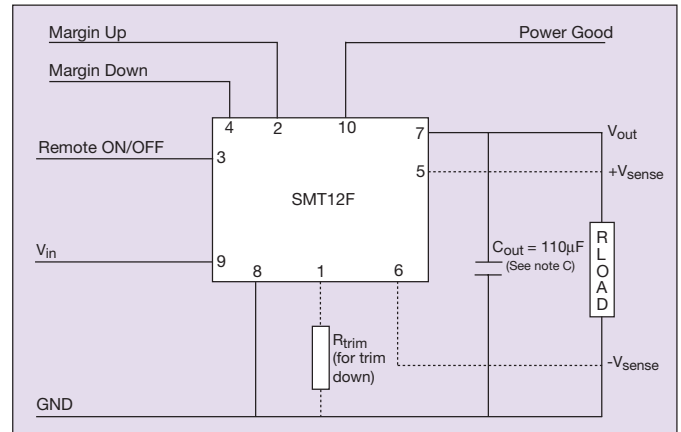 Margin Up
Power Good
Margin Down
4
2
10
7
Vout
Remote ON/OFF
3
5
+Vsense
SMT12F
Cout = 110µF
(See note C)
RLOAD
Vin
9
8
1
6
Rtrim
(for trim
down)
-Vsense
GND